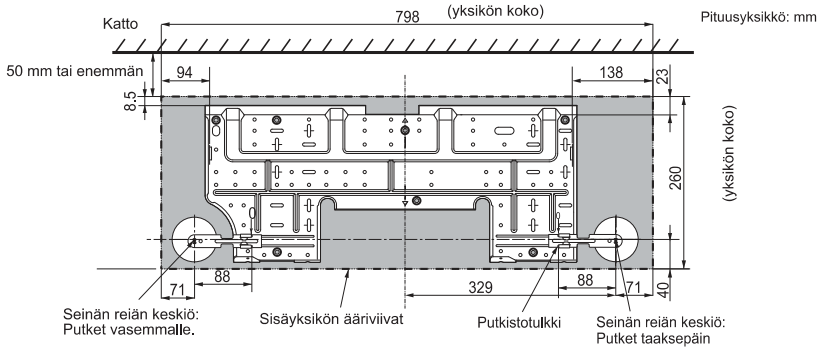 798
(yksikön koko)
Pituusyksikkö: mm
Katto
50 mm tai enemmän
94
138
23
8.5
260
(yksikön koko)
88
71
329
88
71
40
Seinän reiän keskiö:
Putket vasemmalle.
Sisäyksikön ääriviivat
Putkistotulkki
Seinän reiän keskiö:
Putket taaksepäin